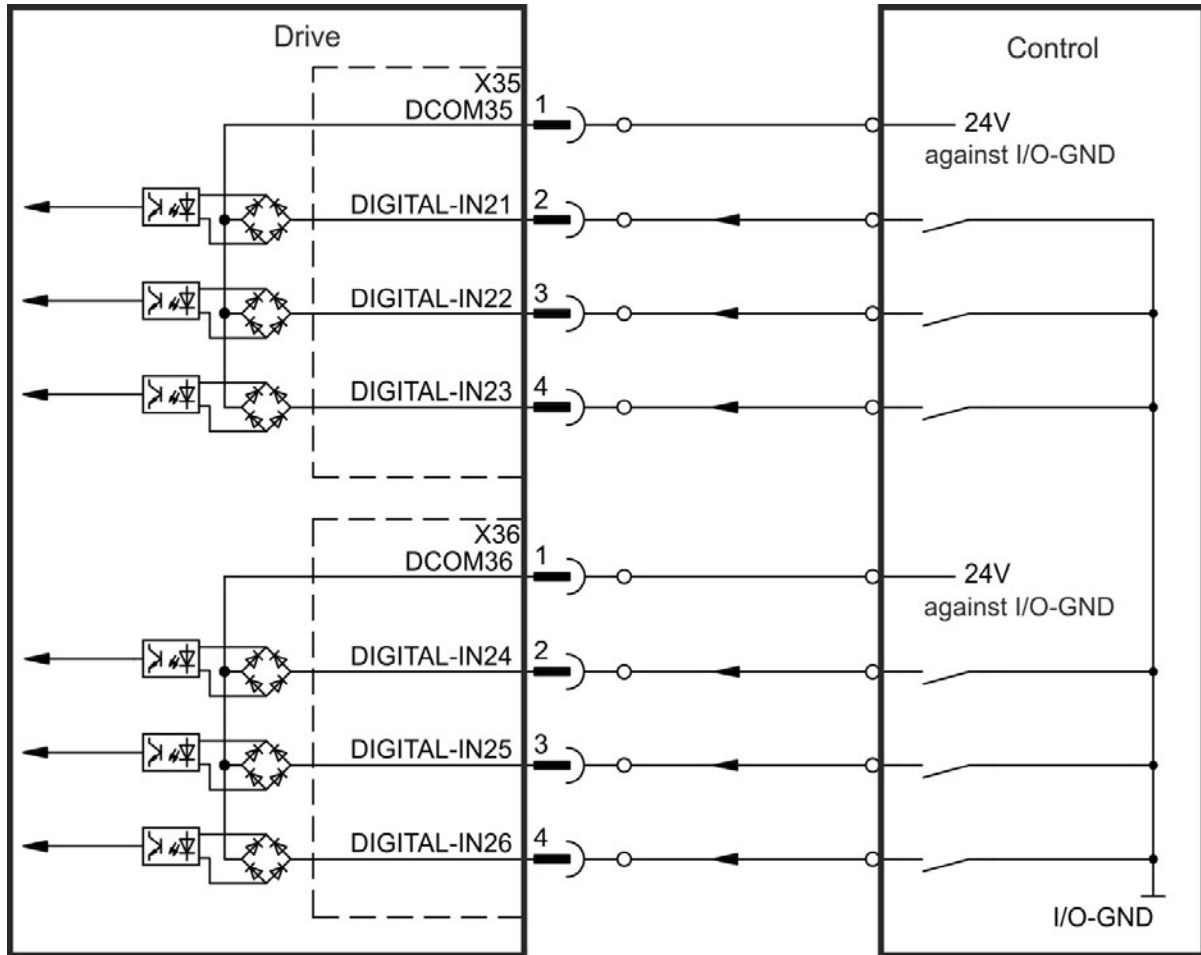 Drive
Control
X35
DCOM35
1
24V
against I/O-GND
DIGITAL-IN21
2
DIGITAL-IN22
3
DIGITAL-IN23
4
X36
DCOM36
1
24V
against I/O-GND
DIGITAL-IN24
2
DIGITAL-IN25
3
DIGITAL-IN26
4
I/O-GND